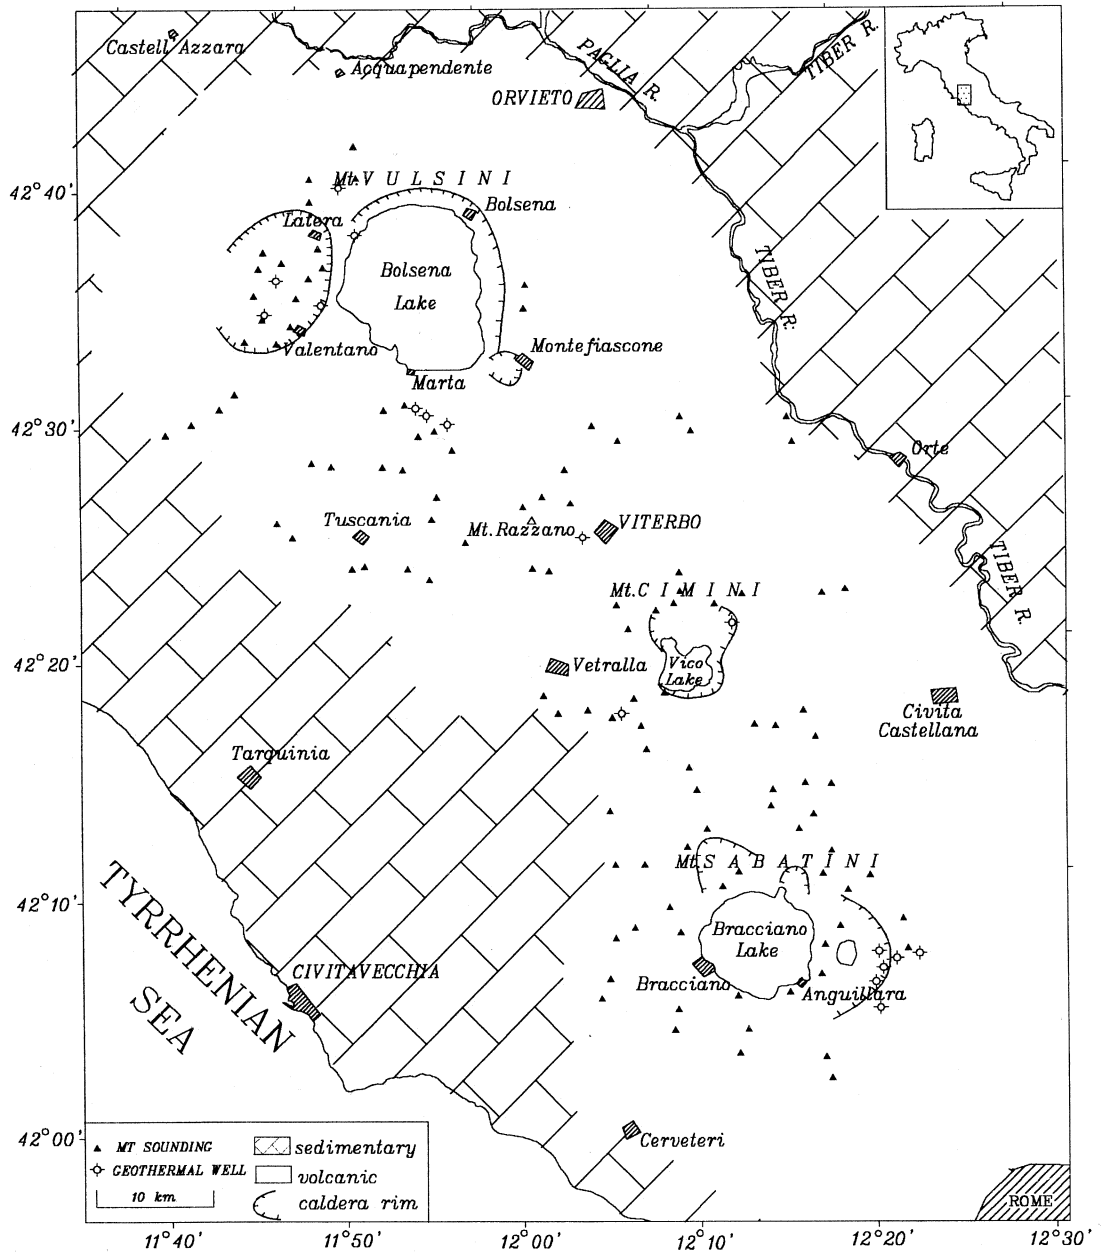 Castell'Azzara
Acquapendente
ORVIETO
PAGLIA R.
TIBER R.
42°40'
Mt. V U L S I N I
Latera
Bolsena
Bolsena
Lake
TIBER R.
Valentano
Montefiascone
Marta
42°30'
Orte
Tuscania
Mt. Razzano
VITERBO
TIBER R.
Mt. C I M I N I
42°20'
Vetralla
Vico
Lake
Civita
Castellana
Tarquinia
Mt. S A B A T I N I
42°10'
Bracciano
Lake
TYRRHENIAN
SEA
CIVITAVECCHIA
Bracciano
Anguillara
42°00'
Cerveteri
MT SOUNDING
GEOTHERMAL WELL
10 km
sedimentary
volcanic
caldera rim
ROME
11°40'
11°50'
12°00'
12°10'
12°20'
12°30'